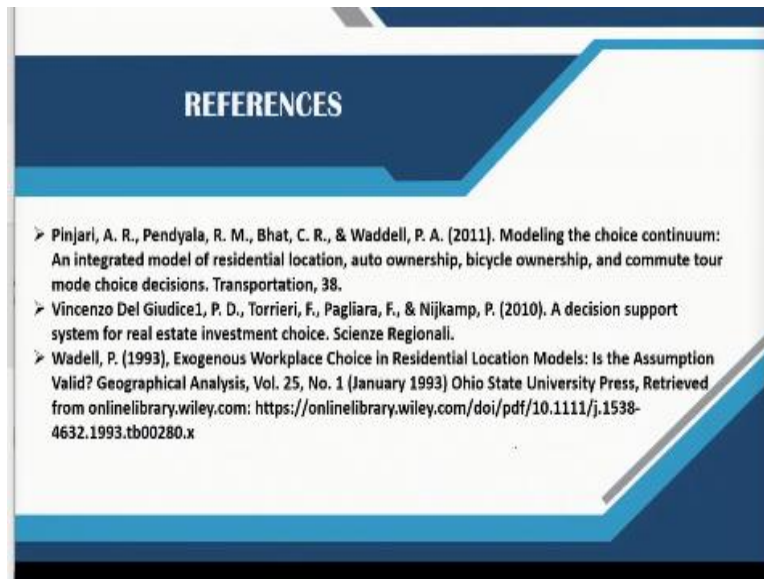 REFERENCES
➢ Pinjari, A. R., Pendyala, R. M., Bhat, C. R., & Waddell, P. A. (2011). Modeling the choice continuum:
An integrated model of residential location, auto ownership, bicycle ownership, and commute tour
mode choice decisions. Transportation, 38.
➢ Vincenzo Del Giudice1, P. D., Torrieri, F., Pagliara, F., & Nijkamp, P. (2010). A decision support
system for real estate investment choice. Scienze Regionali.
➢ Wadell, P. (1993), Exogenous Workplace Choice in Residential Location Models: Is the Assumption
Valid? Geographical Analysis, Vol. 25, No. 1 (January 1993) Ohio State University Press, Retrieved
from onlinelibrary.wiley.com: https://onlinelibrary.wiley.com/doi/pdf/10.1111/j.1538-
4632.1993.tb00280.x